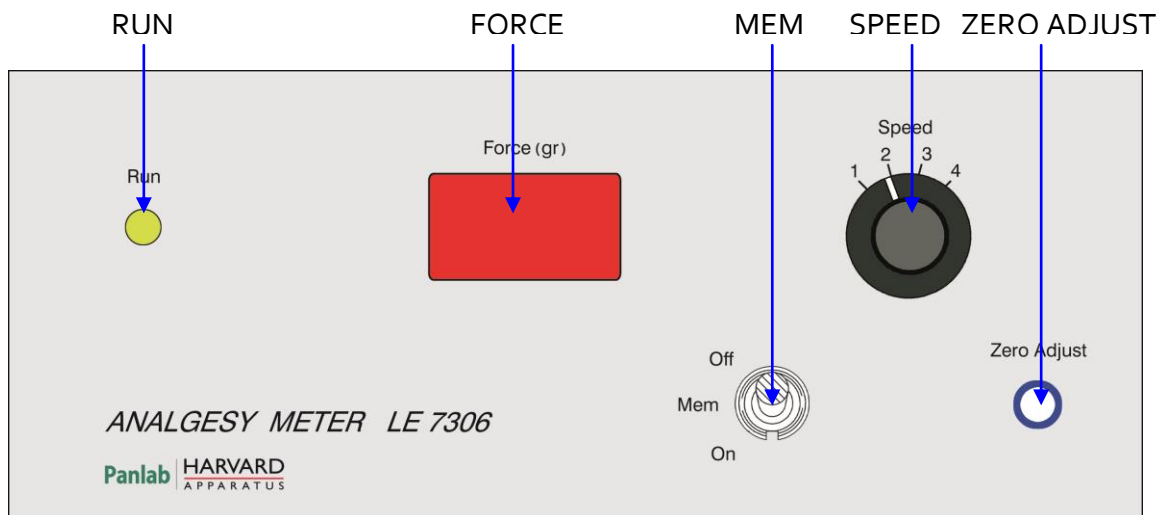 RUN FORCE MEM SPEED ZERO ADJUST
Speed
1 2 3 4
Force (gr)
Run
Zero Adjust
Off
Mem
On
ANALGESY METER LE 7306
Panlab HARVARD
APPARATUS